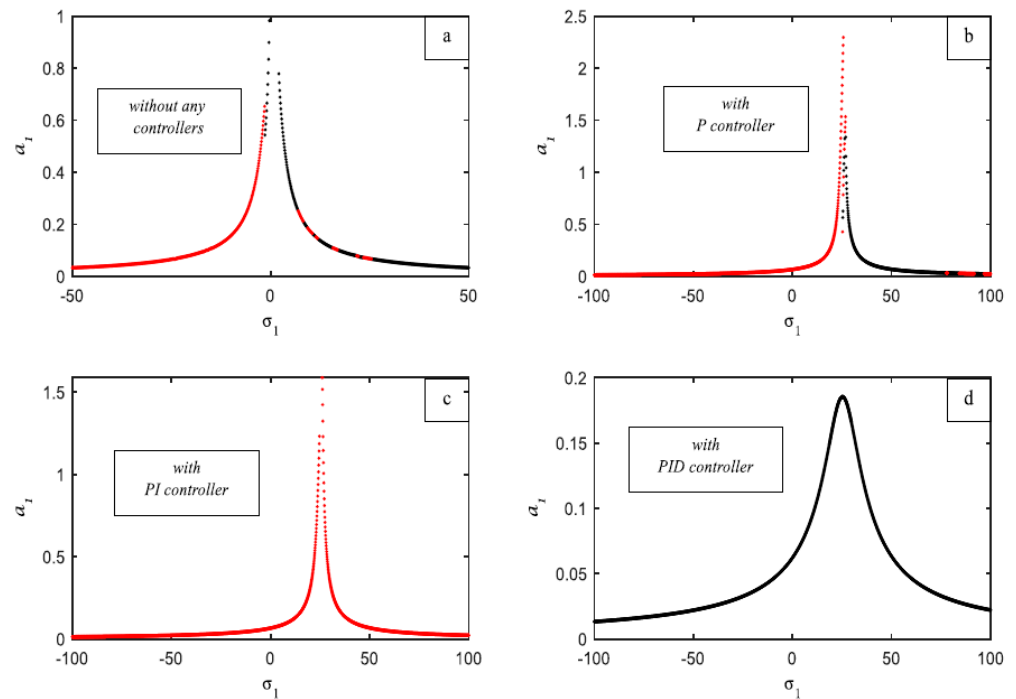 a
without any
controllers
1
0.8
0.6
0.4
0.2
0
a₁
-50
0
50
σ₁
b
with
P controller
2.5
2
1.5
1
0.5
0
a₁
-100
-50
0
50
100
σ₁
c
with
PI controller
1.5
1
0.5
0
a₁
-100
-50
0
50
100
σ₁
d
with
PID controller
0.2
0.15
0.1
0.05
0
a₁
-100
-50
0
50
100
σ₁